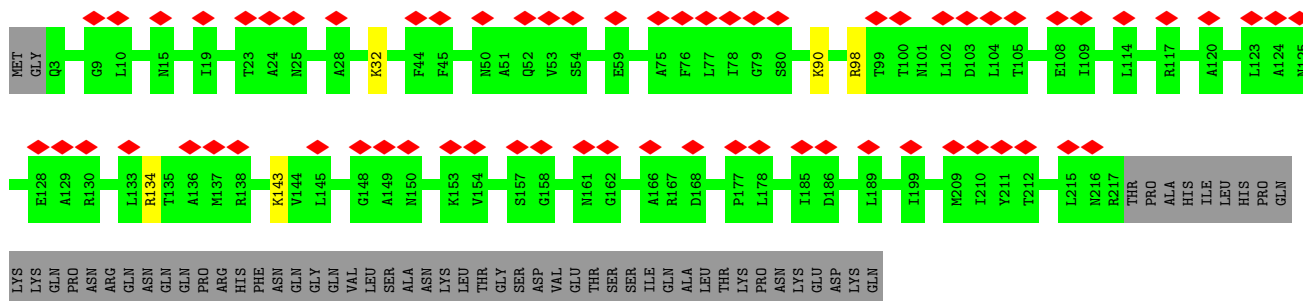 MET GLY Q3 G9 L10 N15 I19 T23 A24 N25 A28 K32 F44 F45 N50 A51 Q52 V53 S54 E59 A75 F76 L77 I78 G79 S80 K90 R98 T99 T100 N101 L102 D103 L104 T105 E108 I109 L114 R117 A120 L123 A124 N125
E128 A129 R130 L133 R134 T135 A136 M137 R138 K143 V144 L145 G148 A149 N150 K153 V154 S157 G158 N161 G162 A166 R167 D168 P177 L178 I185 D186 L189 I199 M209 I210 Y211 T212 L215 N216 R217 THR PRO ALA HIS ILE LEU HIS PRO GLN
LYS LYS GLN PRO ASN ARG GLN ASN GLN GLN PRO ARG HIS PHE ASN GLN GLY GLN VAL LEU SER ALA ASN LYS LEU THR GLY SER ASP VAL GLU THR SER SER ILE GLN ALA LEU THR LYS PRO ASN LYS GLU ASP LYS GLN